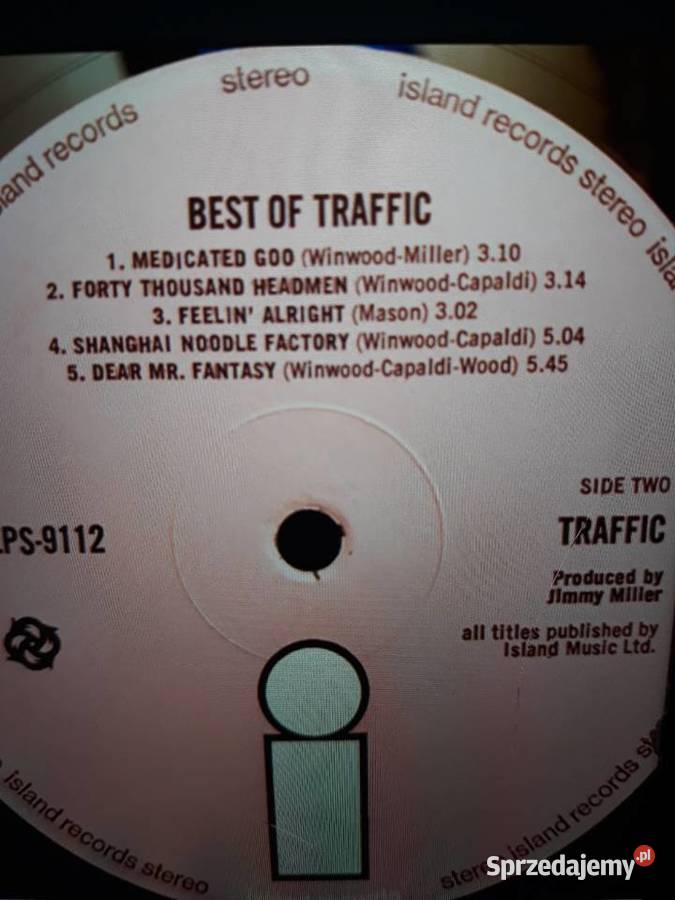 stereo
island records
island records stereo
BEST OF TRAFFIC
1. MEDICATED GOO (Winwood-Miller) 3.10
2. FORTY THOUSAND HEADMEN (Winwood-Capaldi) 3.14
3. FEELIN' ALRIGHT (Mason) 3.02
4. SHANGHAI NOODLE FACTORY (Winwood-Capaldi) 5.04
5. DEAR MR. FANTASY (Winwood-Capaldi-Wood) 5.45
SIDE TWO
LPS-9112
TRAFFIC
Produced by
Jimmy Miller
all titles published by
Island Music Ltd.
i
island records stereo
stereo island records
Sprzedajemy.pl